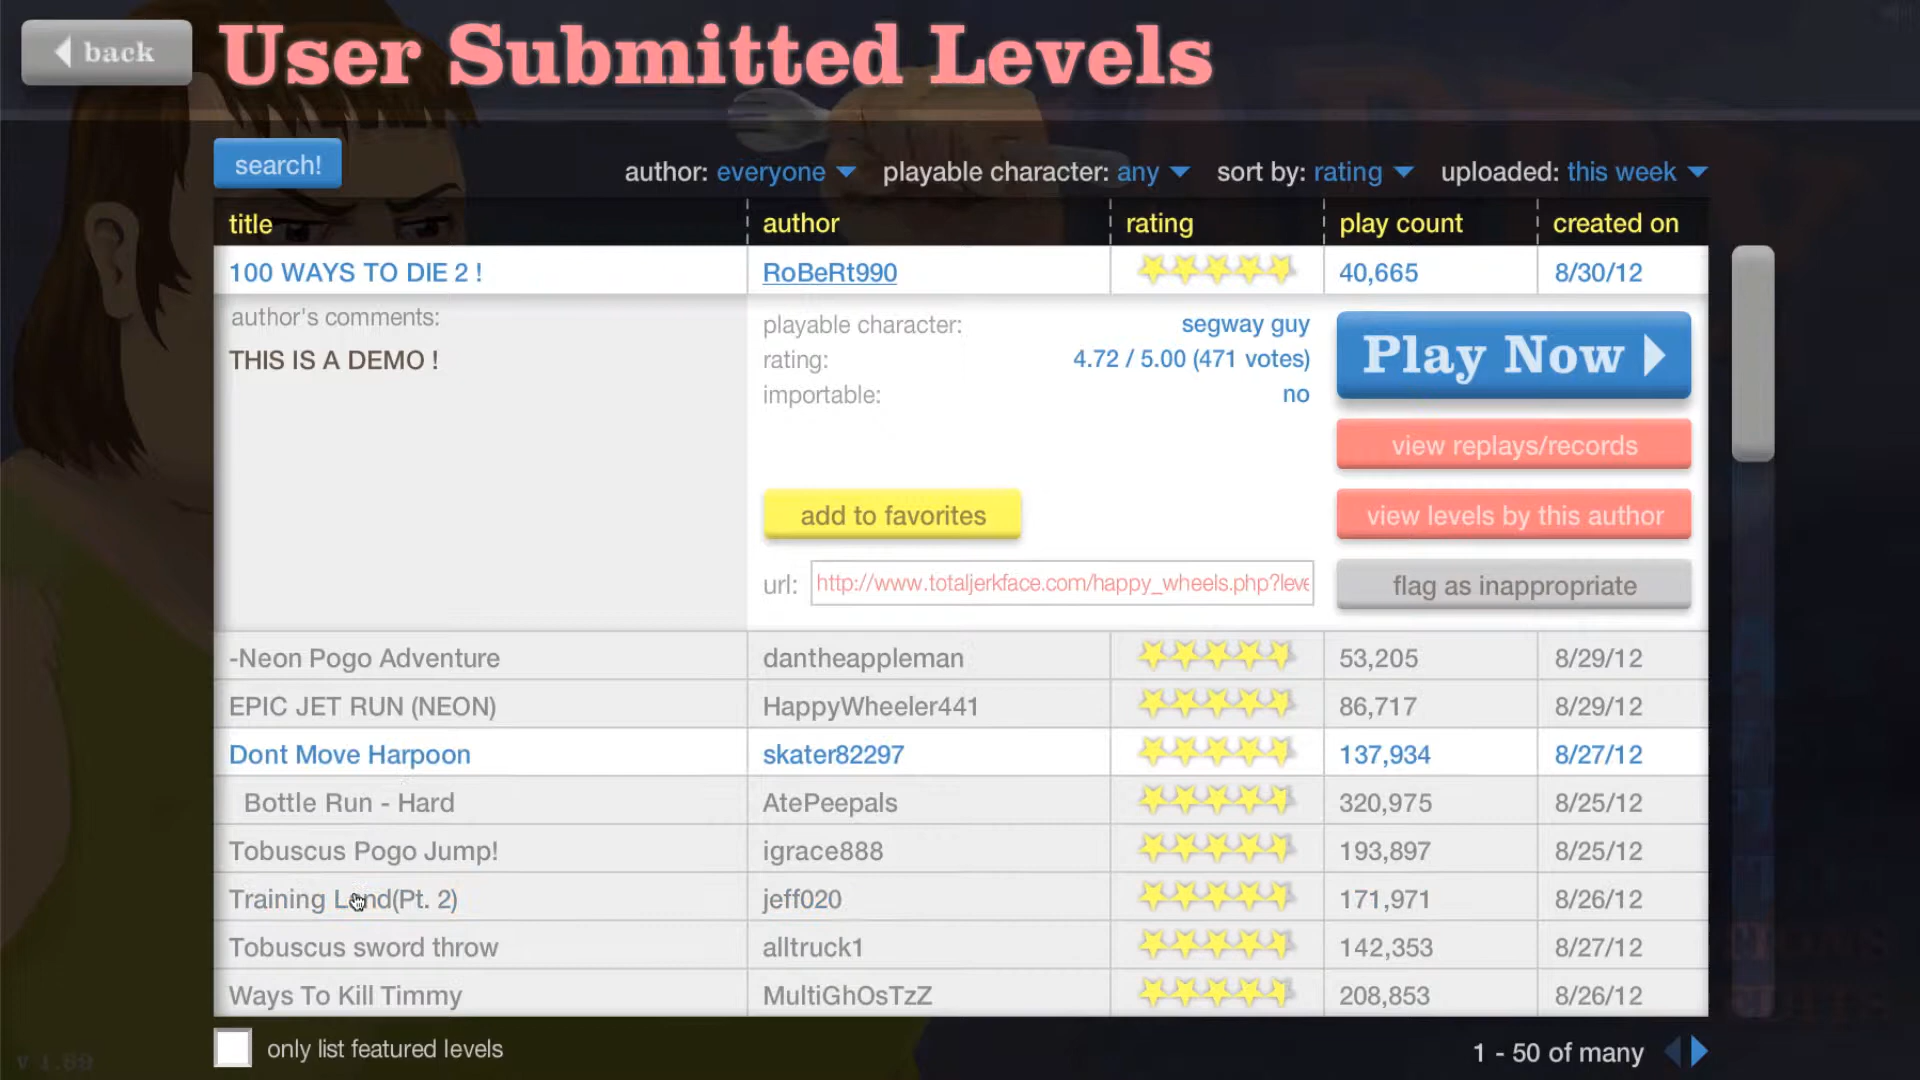 back
User Submitted Levels
search!
author: everyone playable character: any sort by: rating uploaded: this week
title author rating play count created on
100 WAYS TO DIE 2 ! RoBeRt990 40,665 8/30/12
author's comments:
THIS IS A DEMO !
playable character: segway guy
rating: 4.72 / 5.00 (471 votes)
importable: no
Play Now
view replays/records
add to favorites
view levels by this author
url: http://www.totaljerkface.com/happy_wheels.php?leve
flag as inappropriate
-Neon Pogo Adventure dantheappleman 53,205 8/29/12
EPIC JET RUN (NEON) HappyWheeler441 86,717 8/29/12
Dont Move Harpoon skater82297 137,934 8/27/12
Bottle Run - Hard AtePeepals 320,975 8/25/12
Tobuscus Pogo Jump! igrace888 193,897 8/25/12
Training Land(Pt. 2) jeff020 171,971 8/26/12
Tobuscus sword throw alltruck1 142,353 8/27/12
Ways To Kill Timmy MultiGhOsTzZ 208,853 8/26/12
only list featured levels
1 - 50 of many